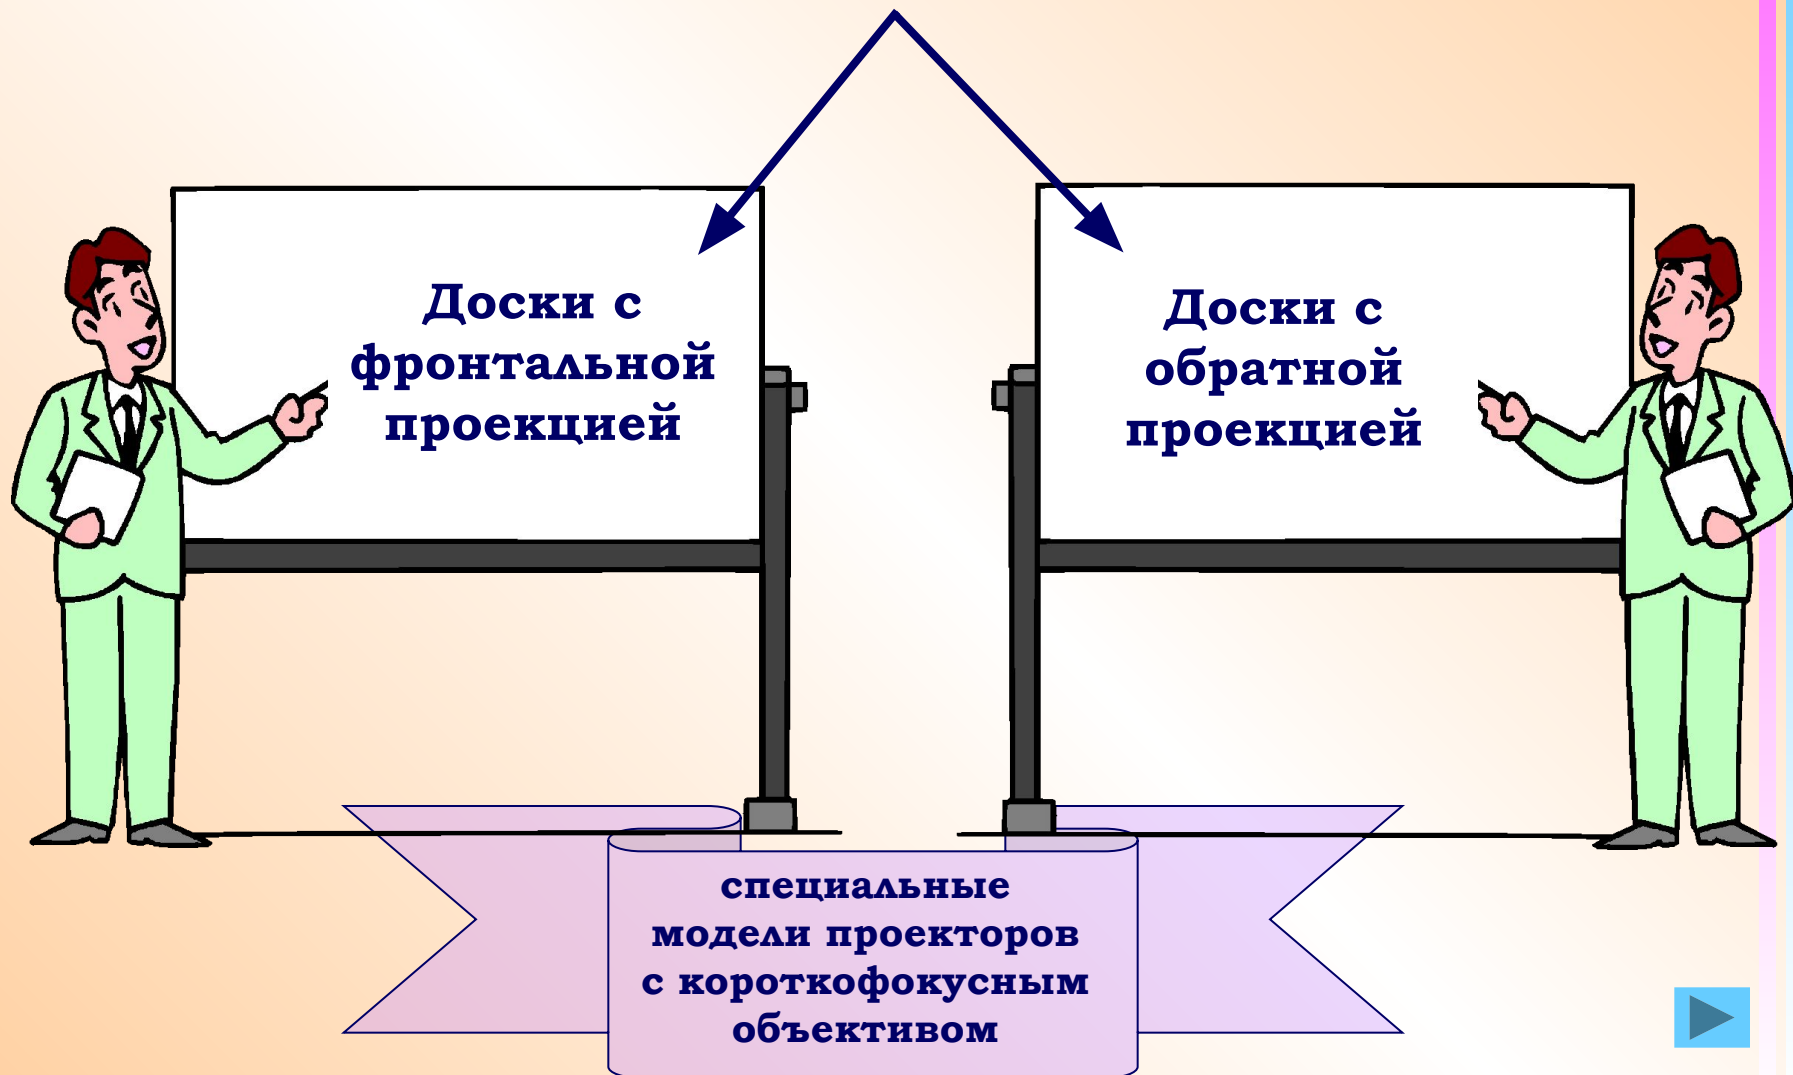 Доски с
фронтальной
проекцией
Доски с
обратной
проекцией
специальные
модели проекторов
с короткофокусным
объективом